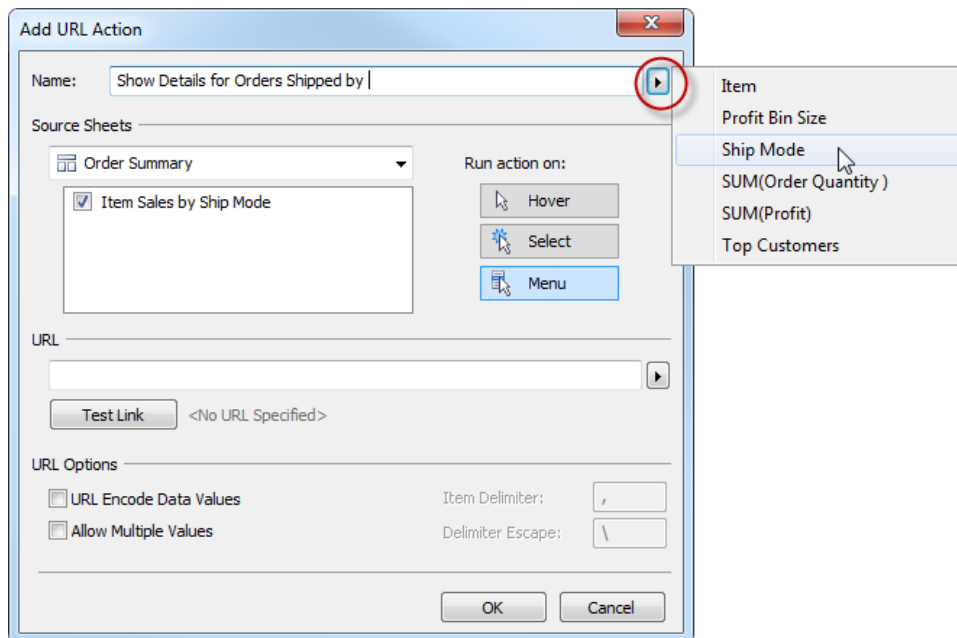 Add URL Action
Name: Show Details for Orders Shipped by
Item
Profit Bin Size
Ship Mode
SUM(Order Quantity )
SUM(Profit)
Top Customers
Source Sheets
Order Summary
Run action on:
Item Sales by Ship Mode
Hover
Select
Menu
URL
Test Link <No URL Specified>
URL Options
URL Encode Data Values Item Delimiter: ,
Allow Multiple Values Delimiter Escape: \
OK Cancel